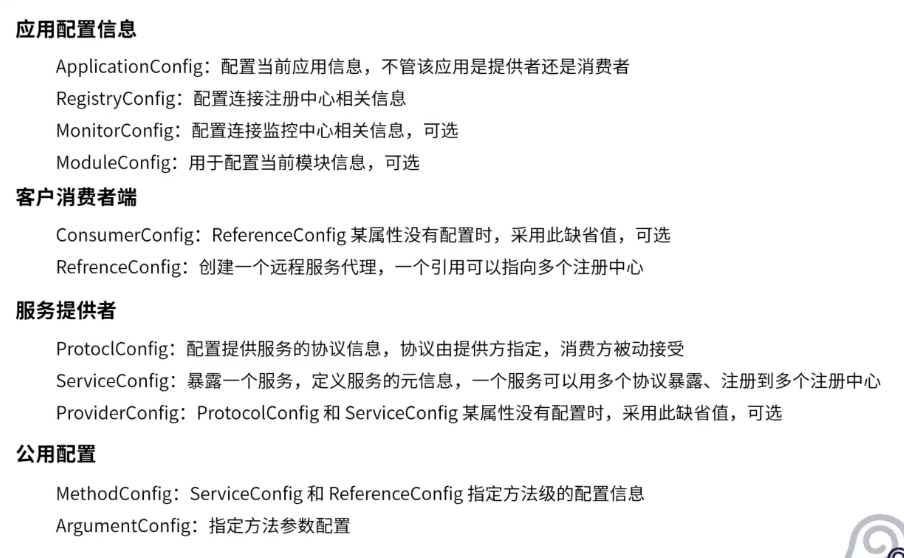 应用配置信息
ApplicationConfig：配置当前应用信息，不管该应用是提供者还是消费者
RegistryConfig：配置连接注册中心相关信息
MonitorConfig：配置连接监控中心相关信息，可选
ModuleConfig：用于配置当前模块信息，可选
客户消费者端
ConsumerConfig：ReferenceConfig 某属性没有配置时，采用此缺省值，可选
RefrenceConfig：创建一个远程服务代理，一个引用可以指向多个注册中心
服务提供者
ProtoclConfig：配置提供服务的协议信息，协议由提供方指定，消费方被动接受
ServiceConfig：暴露一个服务，定义服务的元信息，一个服务可以用多个协议暴露、注册到多个注册中心
ProviderConfig：ProtocolConfig 和 ServiceConfig 某属性没有配置时，采用此缺省值，可选
公用配置
MethodConfig：ServiceConfig 和 ReferenceConfig 指定方法级的配置信息
ArgumentConfig：指定方法参数配置